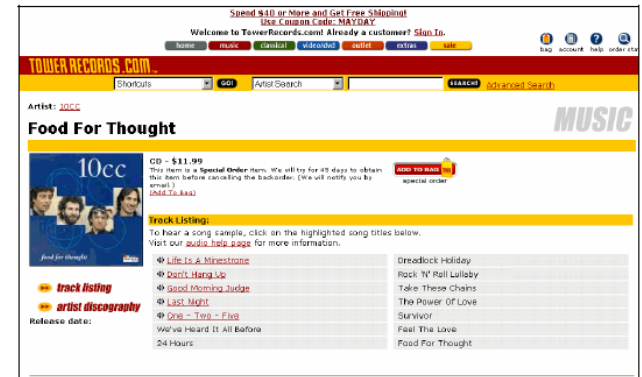 Spend $40 or More and Get Free Shipping!
Use Coupon Code: MAYDAY
Welcome to TowerRecords.com! Already a customer? Sign In.
home music classical video/dvd outlet extras sale
bag account help order star
TOWER RECORDS.COM
Shortcuts GO! Artist Search SEARCH! Advanced Search
Artist: 10CC
MUSIC
Food For Thought
10cc
food for thought
CD - $11.99
This item is a Special Order item. We will try for 45 days to obtain
this item before cancelling the backorder. (We will notify you by
email.)
(Add To Bag)
ADD TO BAG
special order
Track Listing:
To hear a song sample, click on the highlighted song titles below.
Visit our audio help page for more information.
Life Is A Minestrone Dreadlock Holiday
Don't Hang Up Rock 'N' Roll Lullaby
Good Morning Judge Take These Chains
Last Night The Power Of Love
One - Two - Five Survivor
We've Heard It All Before Feel The Love
24 Hours Food For Thought
track listing
artist discography
Release date: